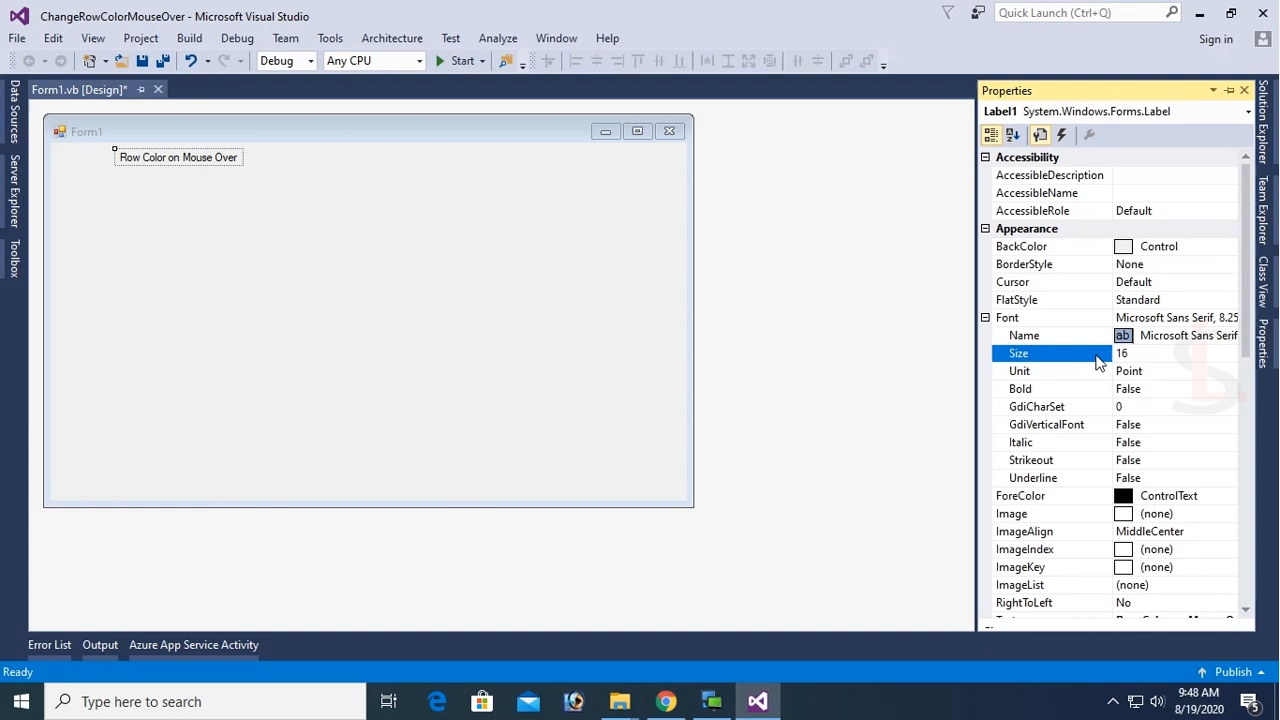 ChangeRowColorMouseOver - Microsoft Visual Studio
Quick Launch (Ctrl+Q)
File Edit View Project Build Debug Team Tools Architecture Test Analyze Window Help
Sign in
Debug Any CPU Start
Form1.vb [Design]*
Properties
Label1 System.Windows.Forms.Label
Form1
Row Color on Mouse Over
Data Sources
Server Explorer
Toolbox
Accessibility
AccessibleDescription
AccessibleName
AccessibleRole Default
Appearance
BackColor Control
BorderStyle None
Cursor Default
FlatStyle Standard
Font Microsoft Sans Serif, 8.25
Name ab Microsoft Sans Serif
Size 16
Unit Point
Bold False
GdiCharSet 0
GdiVerticalFont False
Italic False
Strikeout False
Underline False
ForeColor ControlText
Image (none)
ImageAlign MiddleCenter
ImageIndex (none)
ImageKey (none)
ImageList (none)
RightToLeft No
Solution Explorer
Team Explorer
Class View
Properties
Error List Output Azure App Service Activity
Ready
Publish
Type here to search
9:48 AM
8/19/2020
5